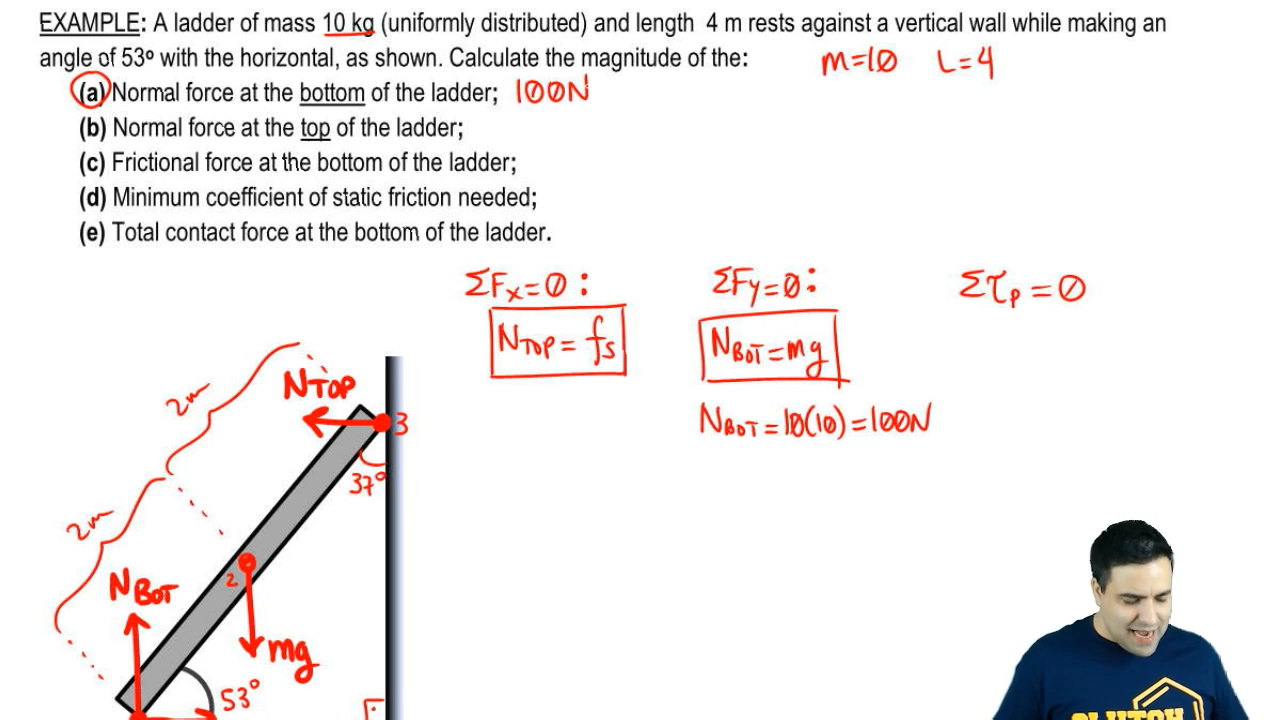 EXAMPLE: A ladder of mass 10 kg (uniformly distributed) and length 4 m rests against a vertical wall while making an
angle of 53º with the horizontal, as shown. Calculate the magnitude of the:
m=10 L=4
(a) Normal force at the bottom of the ladder; 100N
(b) Normal force at the top of the ladder;
(c) Frictional force at the bottom of the ladder;
(d) Minimum coefficient of static friction needed;
(e) Total contact force at the bottom of the ladder.
ΣFx=0: ΣFy=0: Στp=0
NTOP=fs NBOT=mg
NBOT=10(10)=100N
2m NTOP 3
37°
2m
2
NBOT
mg
53°
CLUTCH